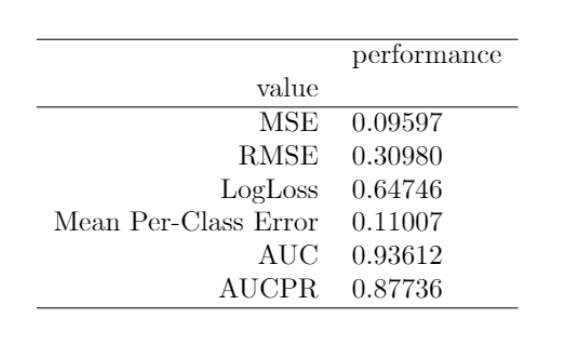 performance
value
MSE 0.09597
RMSE 0.30980
LogLoss 0.64746
Mean Per-Class Error 0.11007
AUC 0.93612
AUCPR 0.87736